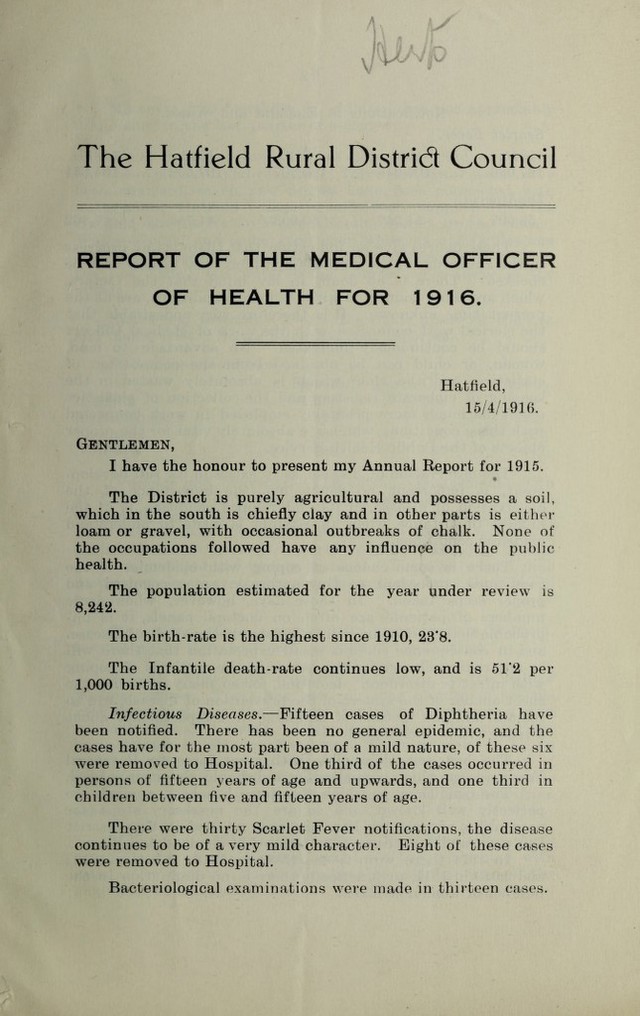 Herts
The Hatfield Rural District Council
REPORT OF THE MEDICAL OFFICER
OF HEALTH FOR 1916.
Hatfield,
15/4/1916.
GENTLEMEN,
I have the honour to present my Annual Report for 1915.
The District is purely agricultural and possesses a soil,
which in the south is chiefly clay and in other parts is either
loam or gravel, with occasional outbreaks of chalk. None of
the occupations followed have any influence on the public
health.
The population estimated for the year under review is
8,242.
The birth-rate is the highest since 1910, 23·8.
The Infantile death-rate continues low, and is 51·2 per
1,000 births.
Infectious Diseases.—Fifteen cases of Diphtheria have
been notified. There has been no general epidemic, and the
cases have for the most part been of a mild nature, of these six
were removed to Hospital. One third of the cases occurred in
persons of fifteen years of age and upwards, and one third in
children between five and fifteen years of age.
There were thirty Scarlet Fever notifications, the disease
continues to be of a very mild character. Eight of these cases
were removed to Hospital.
Bacteriological examinations were made in thirteen cases.